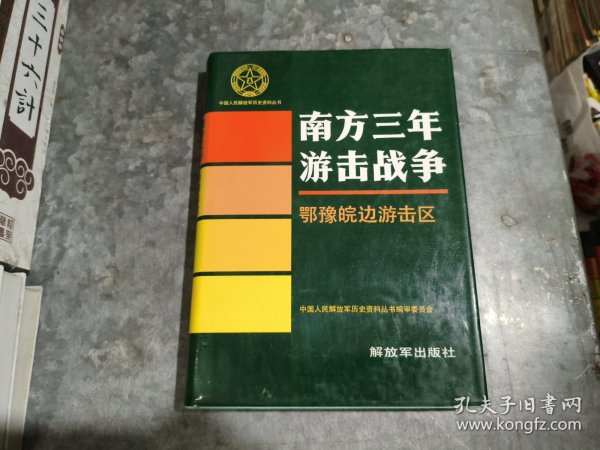 三十六計
中国人民解放军历史资料丛书
南方三年
游击战争
鄂豫皖边游击区
中国人民解放军历史资料丛书编审委员会
解放军出版社
孔夫子旧书网
www.kongfz.com